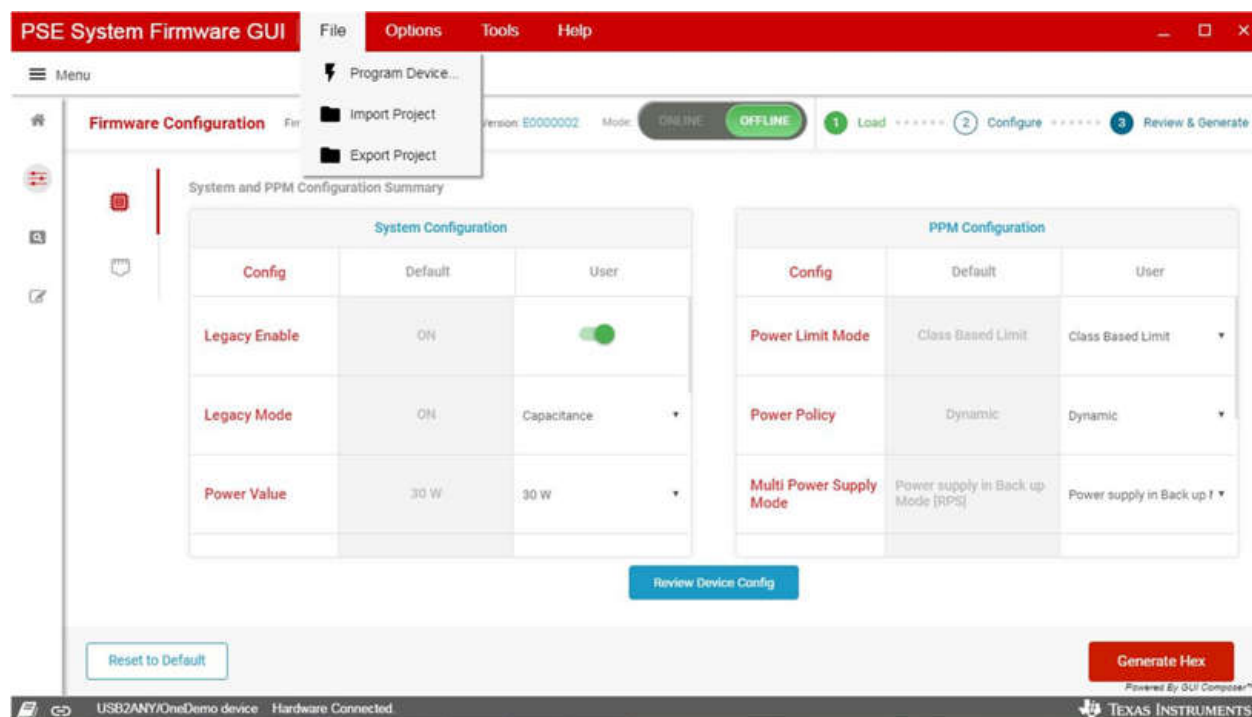 PSE System Firmware GUI File Options Tools Help
Menu
Program Device...
Import Project
Export Project
Firmware Configuration Version: E0000002 Mode: ONLINE OFFLINE 1 Load 2 Configure 3 Review & Generate
System and PPM Configuration Summary
System Configuration
Config Default User
Legacy Enable ON
Legacy Mode ON Capacitance
Power Value 30 W 30 W
PPM Configuration
Config Default User
Power Limit Mode Class Based Limit Class Based Limit
Power Policy Dynamic Dynamic
Multi Power Supply Mode
Power supply in Back up Mode [RPS]
Power supply in Back up
Review Device Config
Reset to Default Generate Hex
Powered By GUI Composer™
USB2ANY/OneDemo device Hardware Connected. TEXAS INSTRUMENTS